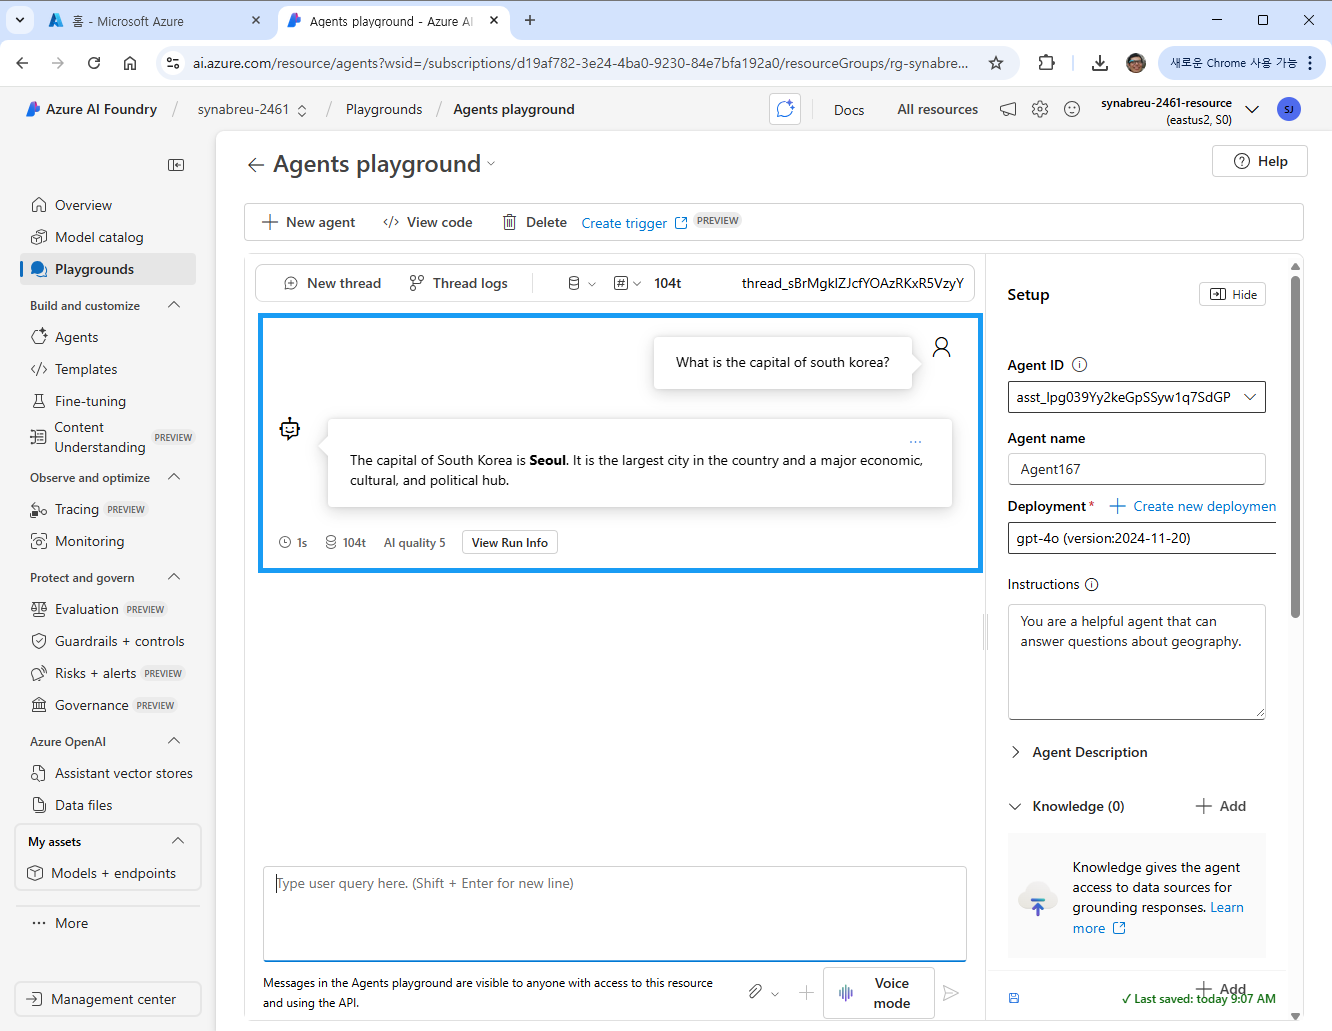 홈 - Microsoft Azure
Agents playground - Azure AI
ai.azure.com/resource/agents?wsid=/subscriptions/d19af782-3e24-4ba0-9230-84e7bfa192a0/resourceGroups/rg-synabre...
새로운 Chrome 사용 가능
Azure AI Foundry / synabreu-2461 / Playgrounds / Agents playground
Docs
All resources
synabreu-2461-resource
(eastus2, S0)
SJ
Agents playground
Help
Overview
Model catalog
Playgrounds
Build and customize
Agents
Templates
Fine-tuning
Content
Understanding PREVIEW
Observe and optimize
Tracing PREVIEW
Monitoring
Protect and govern
Evaluation PREVIEW
Guardrails + controls
Risks + alerts PREVIEW
Governance PREVIEW
Azure OpenAI
Assistant vector stores
Data files
My assets
Models + endpoints
More
Management center
New agent
View code
Delete
Create trigger PREVIEW
New thread
Thread logs
104t
thread_sBrMgklZJcfYOAzRKxR5VzyY
What is the capital of south korea?
The capital of South Korea is Seoul. It is the largest city in the country and a major economic,
cultural, and political hub.
1s
104t
AI quality 5
View Run Info
Type user query here. (Shift + Enter for new line)
Messages in the Agents playground are visible to anyone with access to this resource
and using the API.
Voice
mode
Setup
Hide
Agent ID
asst_lpg039Yy2keGpSSyw1q7SdGP
Agent name
Agent167
Deployment *
Create new deploymen
gpt-4o (version:2024-11-20)
Instructions
You are a helpful agent that can
answer questions about geography.
Agent Description
Knowledge (0)
Add
Knowledge gives the agent
access to data sources for
grounding responses. Learn
more
Add
✓ Last saved: today 9:07 AM